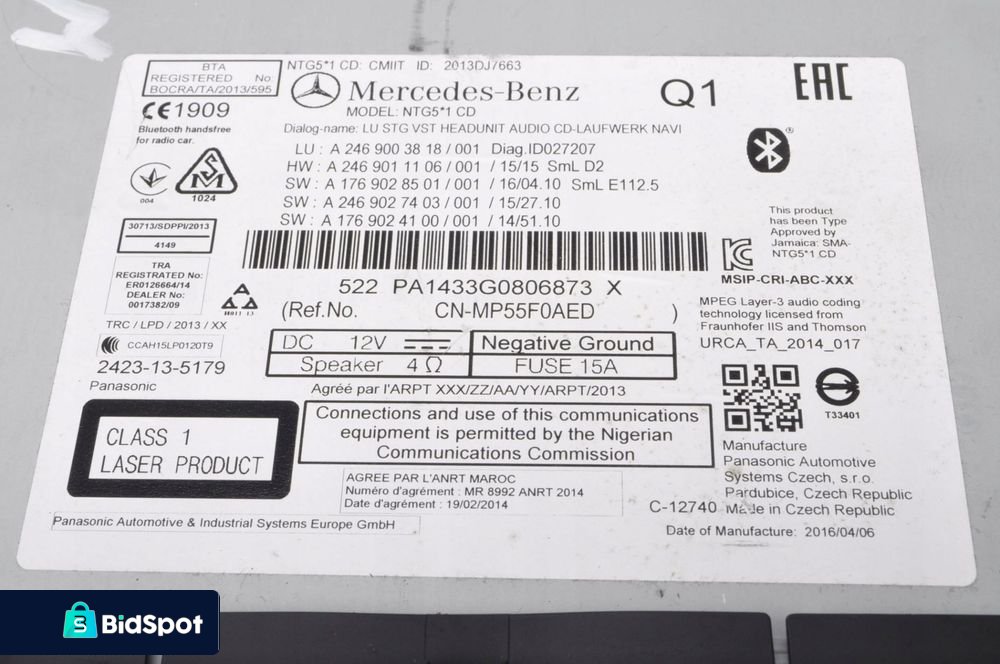 BTA
REGISTERED No:
BOCRA/TA/2013/595
NTG5*1 CD: CMIIT ID: 2013DJ7663
Mercedes-Benz
MODEL: NTG5*1 CD
Q1
EAC
CE1909
Bluetooth handsfree
for radio car.
Dialog-name: LU STG VST HEADUNIT AUDIO CD-LAUFWERK NAVI
LU : A 246 900 38 18 / 001 Diag.ID027207
HW : A 246 901 11 06 / 001 / 15/15 SmL D2
SW : A 176 902 85 01 / 001 / 16/04.10 SmL E112.5
SW : A 246 902 74 03 / 001 / 15/27.10
SW : A 176 902 41 00 / 001 / 14/51.10
004
1024
30713/SDPPI/2013
4149
TRA
REGISTERED No:
ER0126664/14
DEALER No:
0017382/09
This product
has been Type
Approved by
Jamaica: SMA-
NTG5*1 CD
MSIP-CRI-ABC-XXX
522 PA1433G0806873 X
(Ref.No. CN-MP55F0AED )
MPEG Layer-3 audio coding
technology licensed from
Fraunhofer IIS and Thomson
URCA_TA_2014_017
TRC / LPD / 2013 / XX
CCAH15LP0120T9
2423-13-5179
Panasonic
DC 12V
Negative Ground
Speaker 4 Ω
FUSE 15A
Agréé par l'ARPT XXX/ZZ/AA/YY/ARPT/2013
T33401
CLASS 1
LASER PRODUCT
Connections and use of this communications
equipment is permitted by the Nigerian
Communications Commission
Manufacture
Panasonic Automotive
Systems Czech, s.r.o.
Pardubice, Czech Republic
Made in Czech Republic
AGREE PAR L'ANRT MAROC
Numéro d'agrément : MR 8992 ANRT 2014
Date d'agrément : 19/02/2014
C-12740
Panasonic Automotive & Industrial Systems Europe GmbH
Date of Manufacture: 2016/04/06
BidSpot